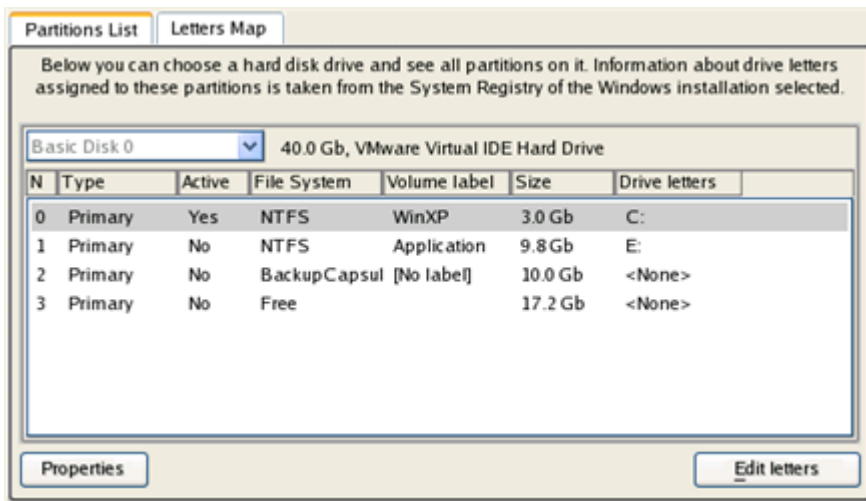 Partitions List Letters Map
Below you can choose a hard disk drive and see all partitions on it. Information about drive letters
assigned to these partitions is taken from the System Registry of the Windows installation selected.
Basic Disk 0 40.0 Gb, VMware Virtual IDE Hard Drive
N Type Active File System Volume label Size Drive letters
0 Primary Yes NTFS WinXP 3.0 Gb C:
1 Primary No NTFS Application 9.8 Gb E:
2 Primary No BackupCapsul [No label] 10.0 Gb <None>
3 Primary No Free 17.2 Gb <None>
Properties Edit letters